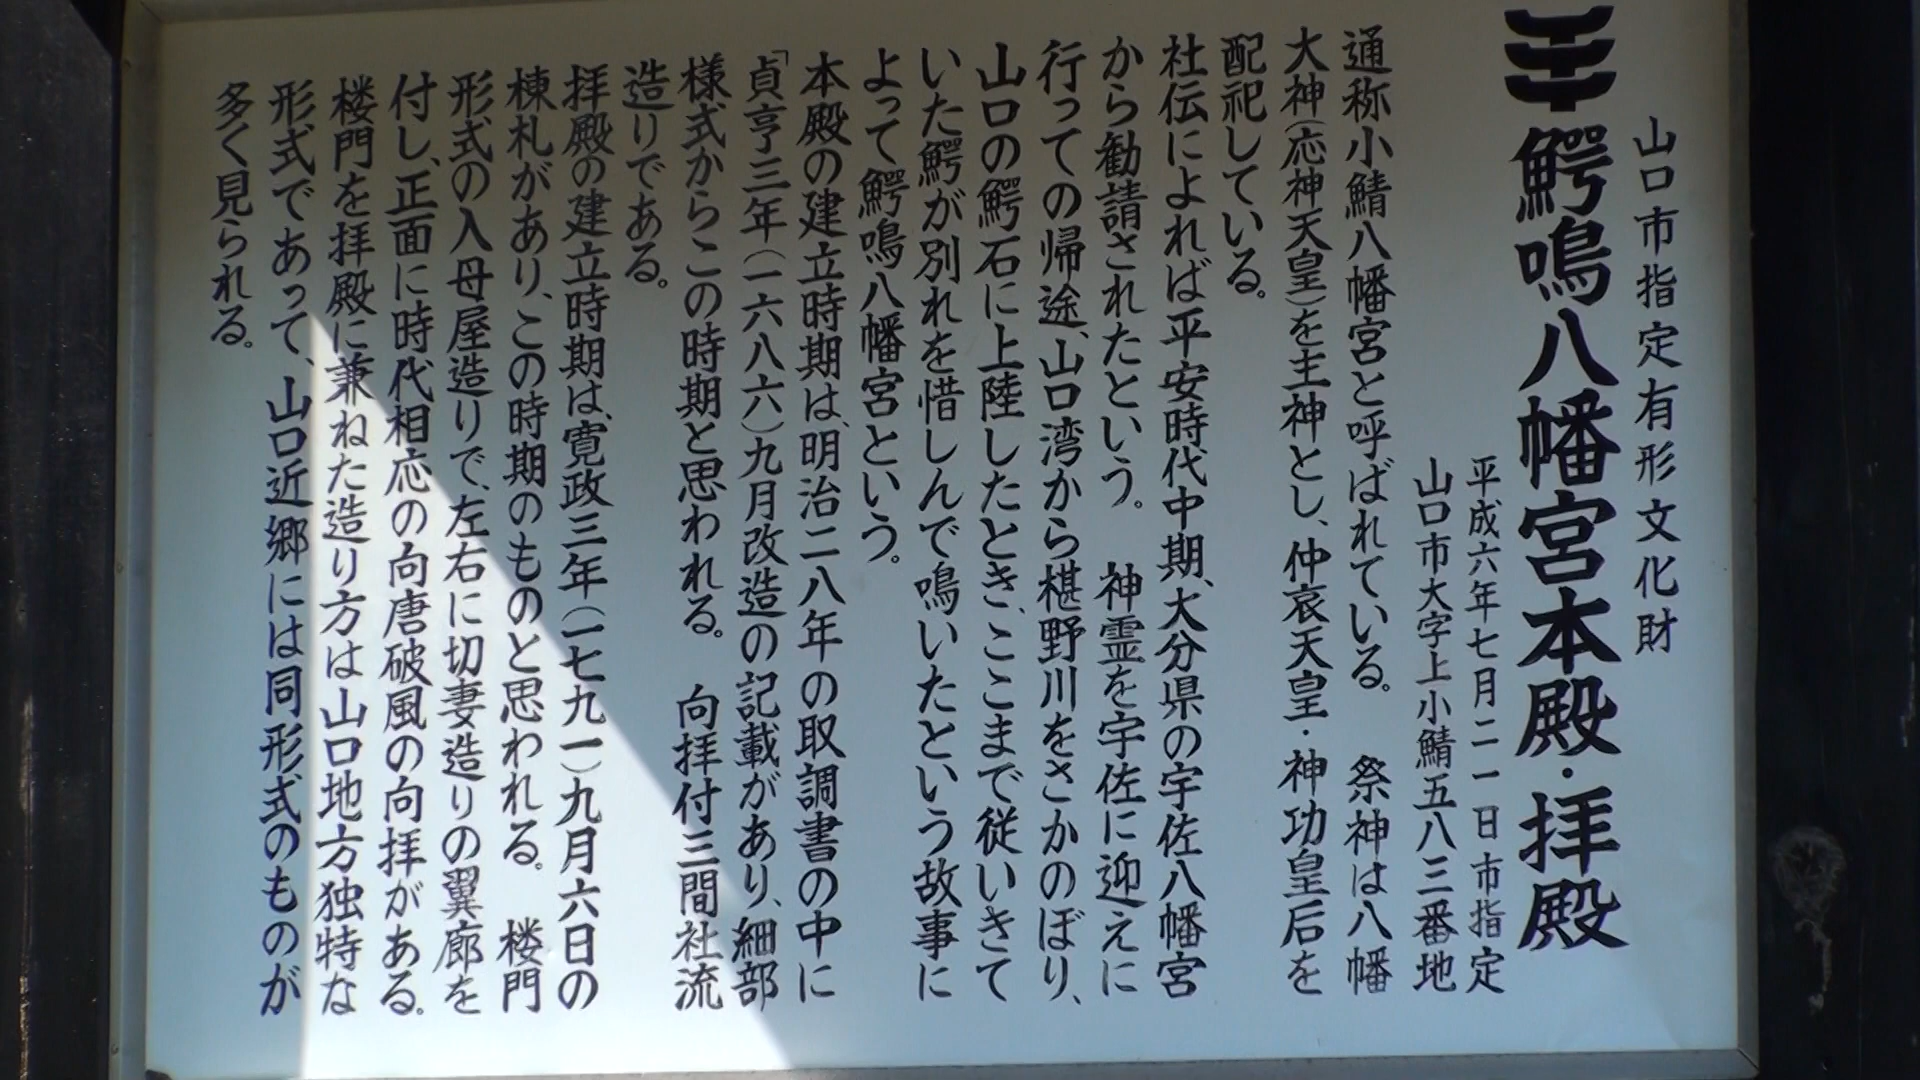 山口市指定有形文化財
鰐鳴八幡宮本殿・拝殿
平成六年七月二一日市指定
山口市大字上小鯖五八三番地
通称小鯖八幡宮と呼ばれている。　祭神は八幡
大神(応神天皇)を主神とし、仲哀天皇・神功皇后を
配祀している。
社伝によれば平安時代中期、大分県の宇佐八幡宮
から勧請されたという。　神霊を宇佐に迎えに
行っての帰途、山口湾から椹野川をさかのぼり、
山口の鰐石に上陸したとき、ここまで従いきて
いた鰐が別れを惜しんで鳴いたという故事に
よって鰐鳴八幡宮という。
本殿の建立時期は、明治二八年の取調書の中に
「貞亨三年(一六八六)九月改造の記載があり、細部
様式からこの時期と思われる。　向拝付三間社流
造りである。
拝殿の建立時期は、寛政三年(一七九一)九月六日の
棟札があり、この時期のものと思われる。　楼門
形式の入母屋造りで、左右に切妻造りの翼廊を
付し、正面に時代相応の向唐破風の向拝がある。
楼門を拝殿に兼ねた造り方は山口地方独特な
形式であって、山口近郷には同形式のものが
多く見られる。